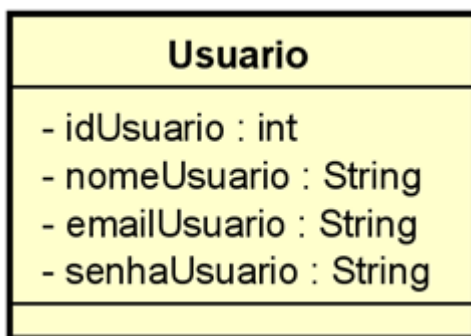 Usuario
- idUsuario : int
- nomeUsuario : String
- emailUsuario : String
- senhaUsuario : String